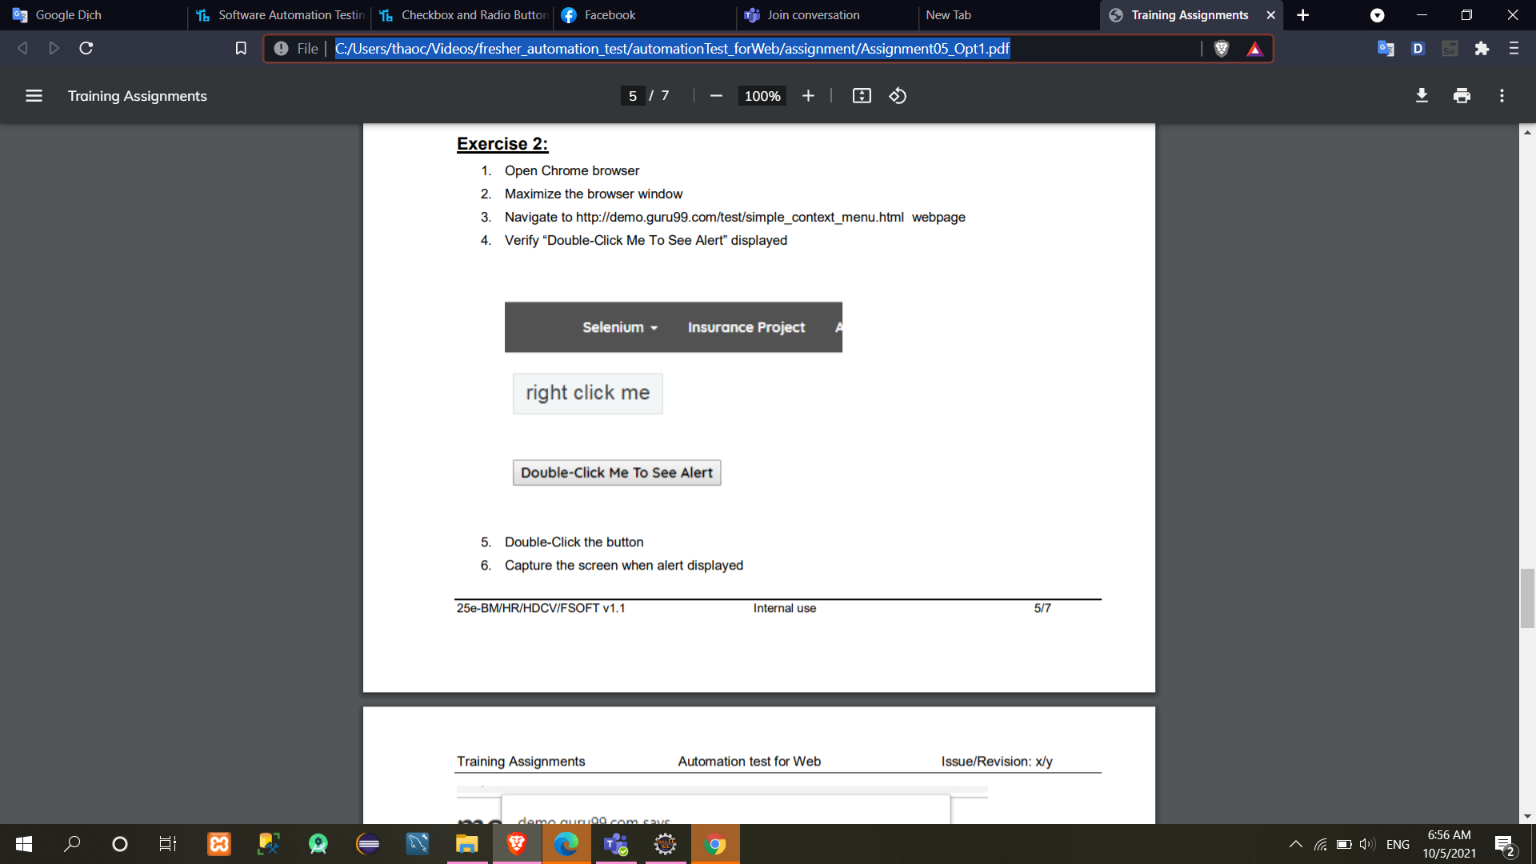 Google Dịch
Software Automation Testin
Checkbox and Radio Button
Facebook
Join conversation
New Tab
Training Assignments
File
C:/Users/thaoc/Videos/fresher_automation_test/automationTest_forWeb/assignment/Assignment05_Opt1.pdf
Training Assignments
5 / 7
100%
Exercise 2:
1. Open Chrome browser
2. Maximize the browser window
3. Navigate to http://demo.guru99.com/test/simple_context_menu.html webpage
4. Verify “Double-Click Me To See Alert” displayed
Selenium
Insurance Project
A
right click me
Double-Click Me To See Alert
5. Double-Click the button
6. Capture the screen when alert displayed
25e-BM/HR/HDCV/FSOFT v1.1
Internal use
5/7
Training Assignments
Automation test for Web
Issue/Revision: x/y
demo.guru99.com says
ENG
6:56 AM
10/5/2021
2